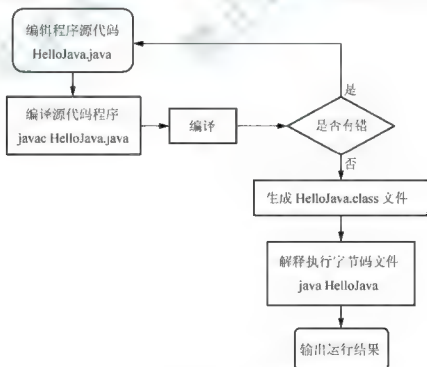 编辑程序源代码
HelloJava.java
编译源代码程序
javac HelloJava.java
编译
是否有错
是
否
生成 HelloJava.class 文件
解释执行字节码文件
java HelloJava
输出运行结果